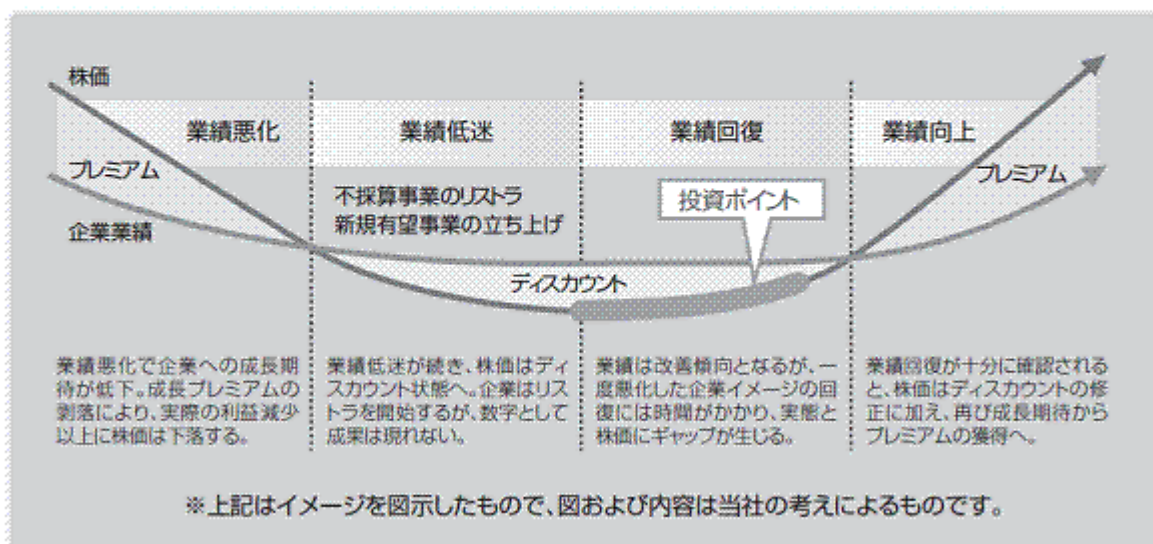 株価
業績悪化
業績低迷
業績回復
業績向上
プレミアム
プレミアム
不採算事業のリストラ
新規有望事業の立ち上げ
投資ポイント
企業業績
ディスカウント
業績悪化で企業への成長期
待が低下。成長プレミアムの
剥落により、実際の利益減少
以上に株価は下落する。
業績低迷が続き、株価はディ
スカウント状態へ。企業はリス
トラを開始するが、数字として
成果は現れない。
業績は改善傾向となるが、一
度悪化した企業イメージの回
復には時間がかかり、実態と
株価にギャップが生じる。
業績回復が十分に確認される
と、株価はディスカウントの修
正に加え、再び成長期待から
プレミアムの獲得へ。
※上記はイメージを図示したもので、図および内容は当社の考えによるものです。